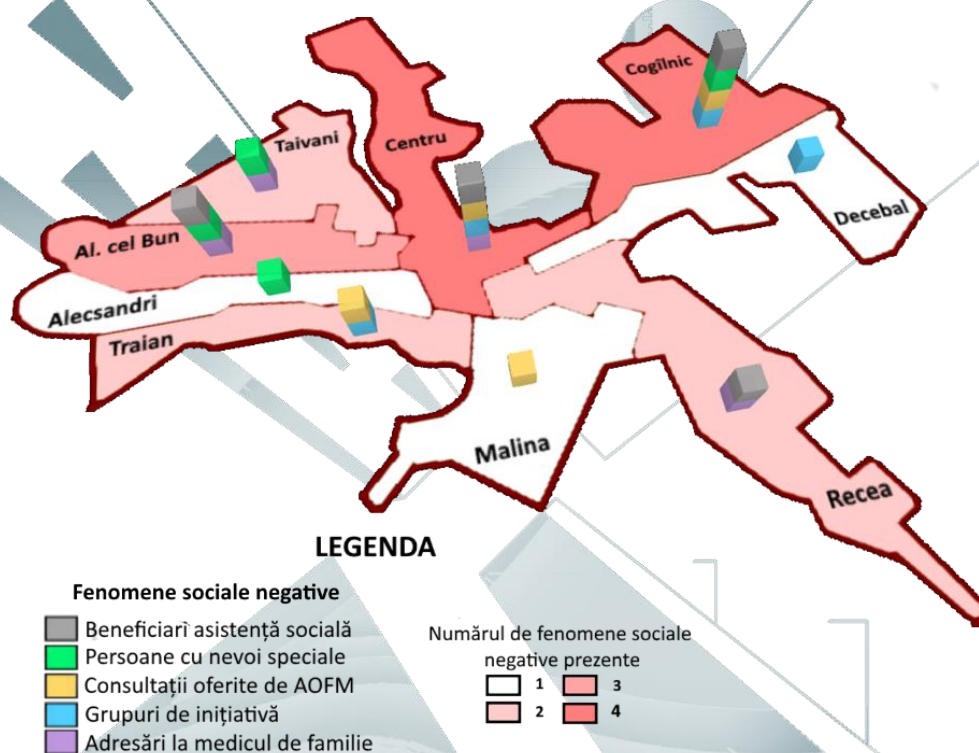 Cogîlnic
Centru
Taivani
Decebal
Al. cel Bun
Alecsandri
Traian
Malina
Recea
LEGENDA
Fenomene sociale negative
Beneficiari asistență socială
Persoane cu nevoi speciale
Consultații oferite de AOFM
Grupuri de inițiativă
Adresări la medicul de familie
Numărul de fenomene sociale
negative prezente
1 3
2 4